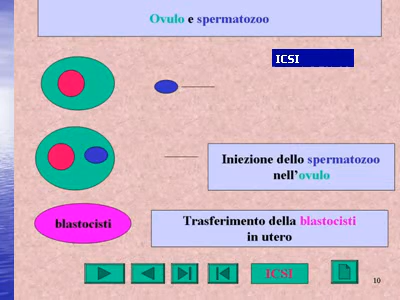 Ovulo e spermatozoo
ICSI
Iniezione dello spermatozoo
nell'ovulo
blastocisti
Trasferimento della blastocisti
in utero
ICSI
10